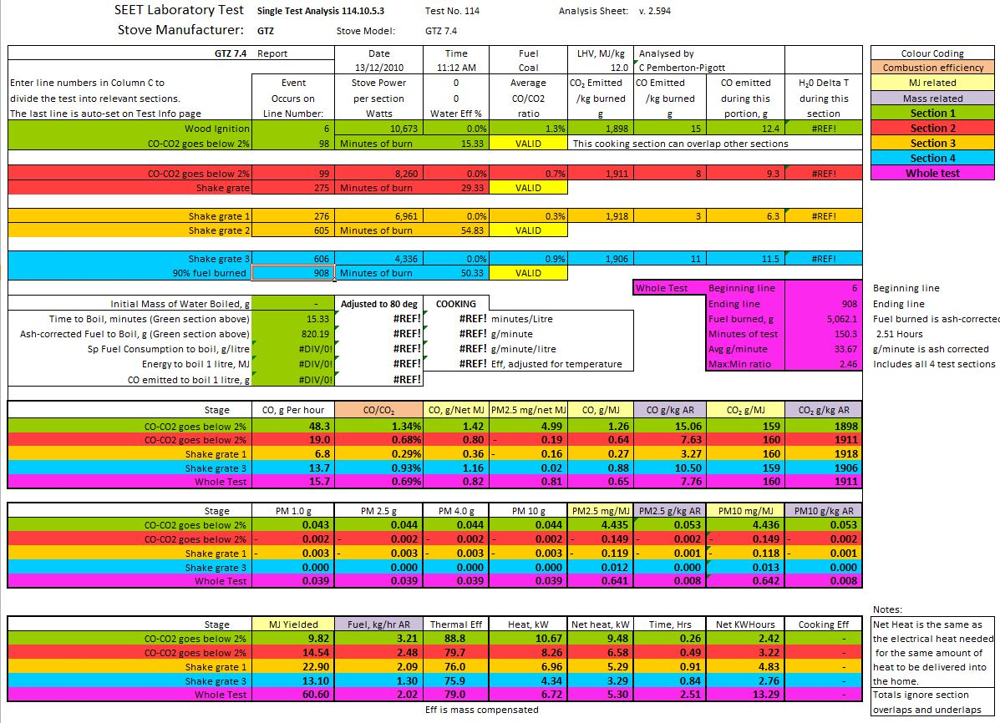 SEET Laboratory Test Single Test Analysis 114.10.5.3 Test No. 114 Analysis Sheet: v. 2.594
Stove Manufacturer: GTZ Stove Model: GTZ 7.4
GTZ 7.4 Report Date Time Fuel LHV, MJ/kg Analysed by Colour Coding
13/12/2010 11:12 AM Coal 12.0 C Pemberton-Pigott Combustion efficiency
Enter line numbers in Column C to Event Stove Power 0 Average CO₂ Emitted CO Emitted CO emitted H₂0 Delta T MJ related
divide the test into relevant sections. Occurs on per section 0 CO/CO2 /kg burned /kg burned during this during this Mass related
The last line is auto-set on Test Info page Line Number: Watts Water Eff % ratio g g portion, g section Section 1
Wood Ignition 6 10,673 0.0% 1.3% 1,898 15 12.4 #REF! Section 2
CO-CO2 goes below 2% 98 Minutes of burn 15.33 VALID This cooking section can overlap other sections Section 3
Section 4
CO-CO2 goes below 2% 99 8,260 0.0% 0.7% 1,911 8 9.3 #REF! Whole test
Shake grate 275 Minutes of burn 29.33 VALID
Shake grate 1 276 6,961 0.0% 0.3% 1,918 3 6.3 #REF!
Shake grate 2 605 Minutes of burn 54.83 VALID
Shake grate 3 606 4,336 0.0% 0.9% 1,906 11 11.5 #REF!
90% fuel burned 908 Minutes of burn 50.33 VALID
Whole Test Beginning line 6 Beginning line
Initial Mass of Water Boiled, g - Adjusted to 80 deg COOKING Ending line 908 Ending line
Time to Boil, minutes (Green section above) 15.33 #REF! #REF! minutes/Litre Fuel burned, g 5,062.1 Fuel burned is ash-corrected
Ash-corrected Fuel to Boil, g (Green section above) 820.19 #REF! #REF! g/minute Minutes of test 150.3 2.51 Hours
Sp Fuel Consumption to boil, g/litre #DIV/0! #REF! #REF! g/minute/litre Avg g/minute 33.67 g/minute is ash corrected
Energy to boil 1 litre, MJ #DIV/0! #REF! #REF! Eff, adjusted for temperature Max:Min ratio 2.46 Includes all 4 test sections
CO emitted to boil 1 litre, g #DIV/0! #REF!
Stage CO, g Per hour CO/CO₂ CO, g/Net MJ PM2.5 mg/net MJ CO, g/MJ CO g/kg AR CO₂ g/MJ CO₂ g/kg AR
CO-CO2 goes below 2% 48.3 1.34% 1.42 4.99 1.26 15.06 159 1898
CO-CO2 goes below 2% 19.0 0.68% 0.80 - 0.19 0.64 7.63 160 1911
Shake grate 1 6.8 0.29% 0.36 - 0.16 0.27 3.27 160 1918
Shake grate 3 13.7 0.93% 1.16 0.02 0.88 10.50 159 1906
Whole Test 15.7 0.69% 0.82 0.81 0.65 7.76 160 1911
Stage PM 1.0 g PM 2.5 g PM 4.0 g PM 10 g PM2.5 mg/MJ PM2.5 g/kg AR PM10 mg/MJ PM10 g/kg AR
CO-CO2 goes below 2% 0.043 0.044 0.044 0.044 4.435 0.053 4.436 0.053
CO-CO2 goes below 2% - 0.002 - 0.002 - 0.002 - 0.002 - 0.149 - 0.002 - 0.149 - 0.002
Shake grate 1 - 0.003 - 0.003 - 0.003 - 0.003 - 0.119 - 0.001 - 0.118 - 0.001
Shake grate 3 0.000 0.000 0.000 0.000 0.012 0.000 0.013 0.000
Whole Test 0.039 0.039 0.039 0.039 0.641 0.008 0.642 0.008
Notes:
Stage MJ Yielded Fuel, kg/hr AR Thermal Eff Heat, kW Net heat, kW Time, Hrs Net KWHours Cooking Eff Net Heat is the same as
CO-CO2 goes below 2% 9.82 3.21 88.8 10.67 9.48 0.26 2.42 - the electrical heat needed
CO-CO2 goes below 2% 14.54 2.48 79.7 8.26 6.58 0.49 3.22 - for the same amount of
Shake grate 1 22.90 2.09 76.0 6.96 5.29 0.91 4.83 - heat to be delivered into
Shake grate 3 13.10 1.30 75.9 4.34 3.29 0.84 2.76 - the home.
Whole Test 60.60 2.02 79.0 6.72 5.30 2.51 13.29 - Totals ignore section
Eff is mass compensated overlaps and underlaps